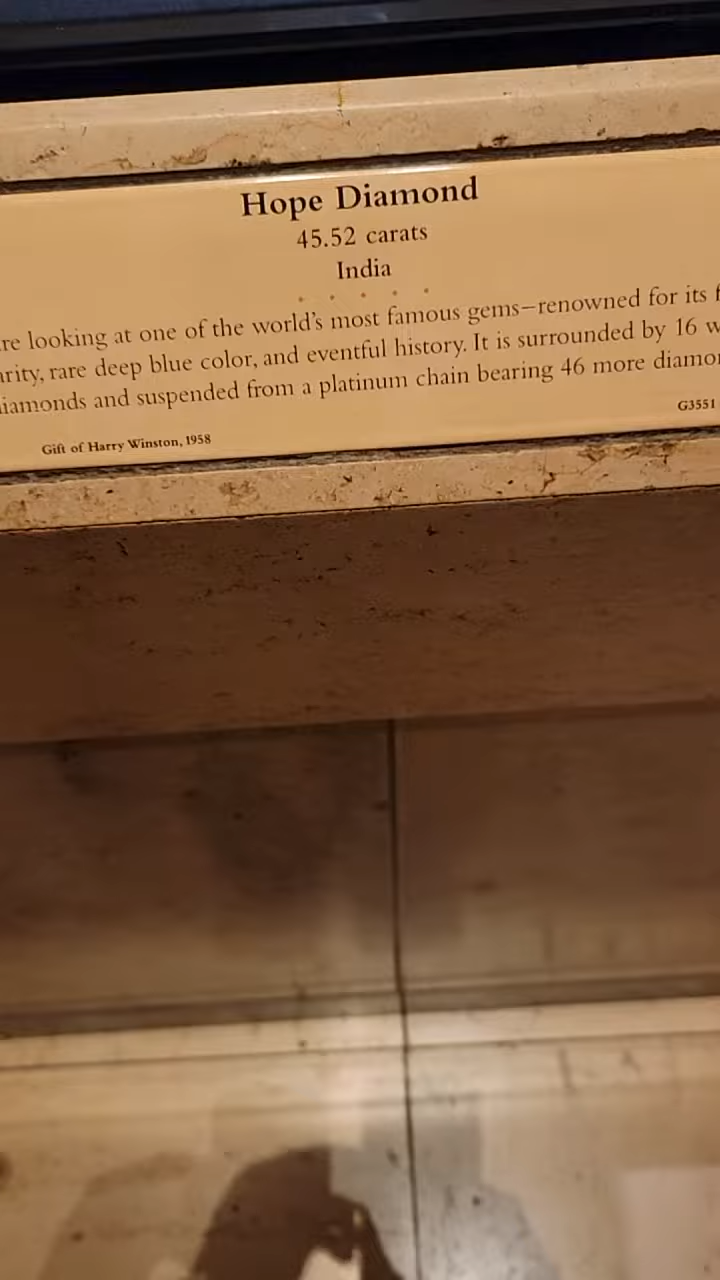 Hope Diamond
45.52 carats
India
re looking at one of the world's most famous gems—renowned for its f
arity, rare deep blue color, and eventful history. It is surrounded by 16 w
iamonds and suspended from a platinum chain bearing 46 more diamo
G3551
Gift of Harry Winston, 1958